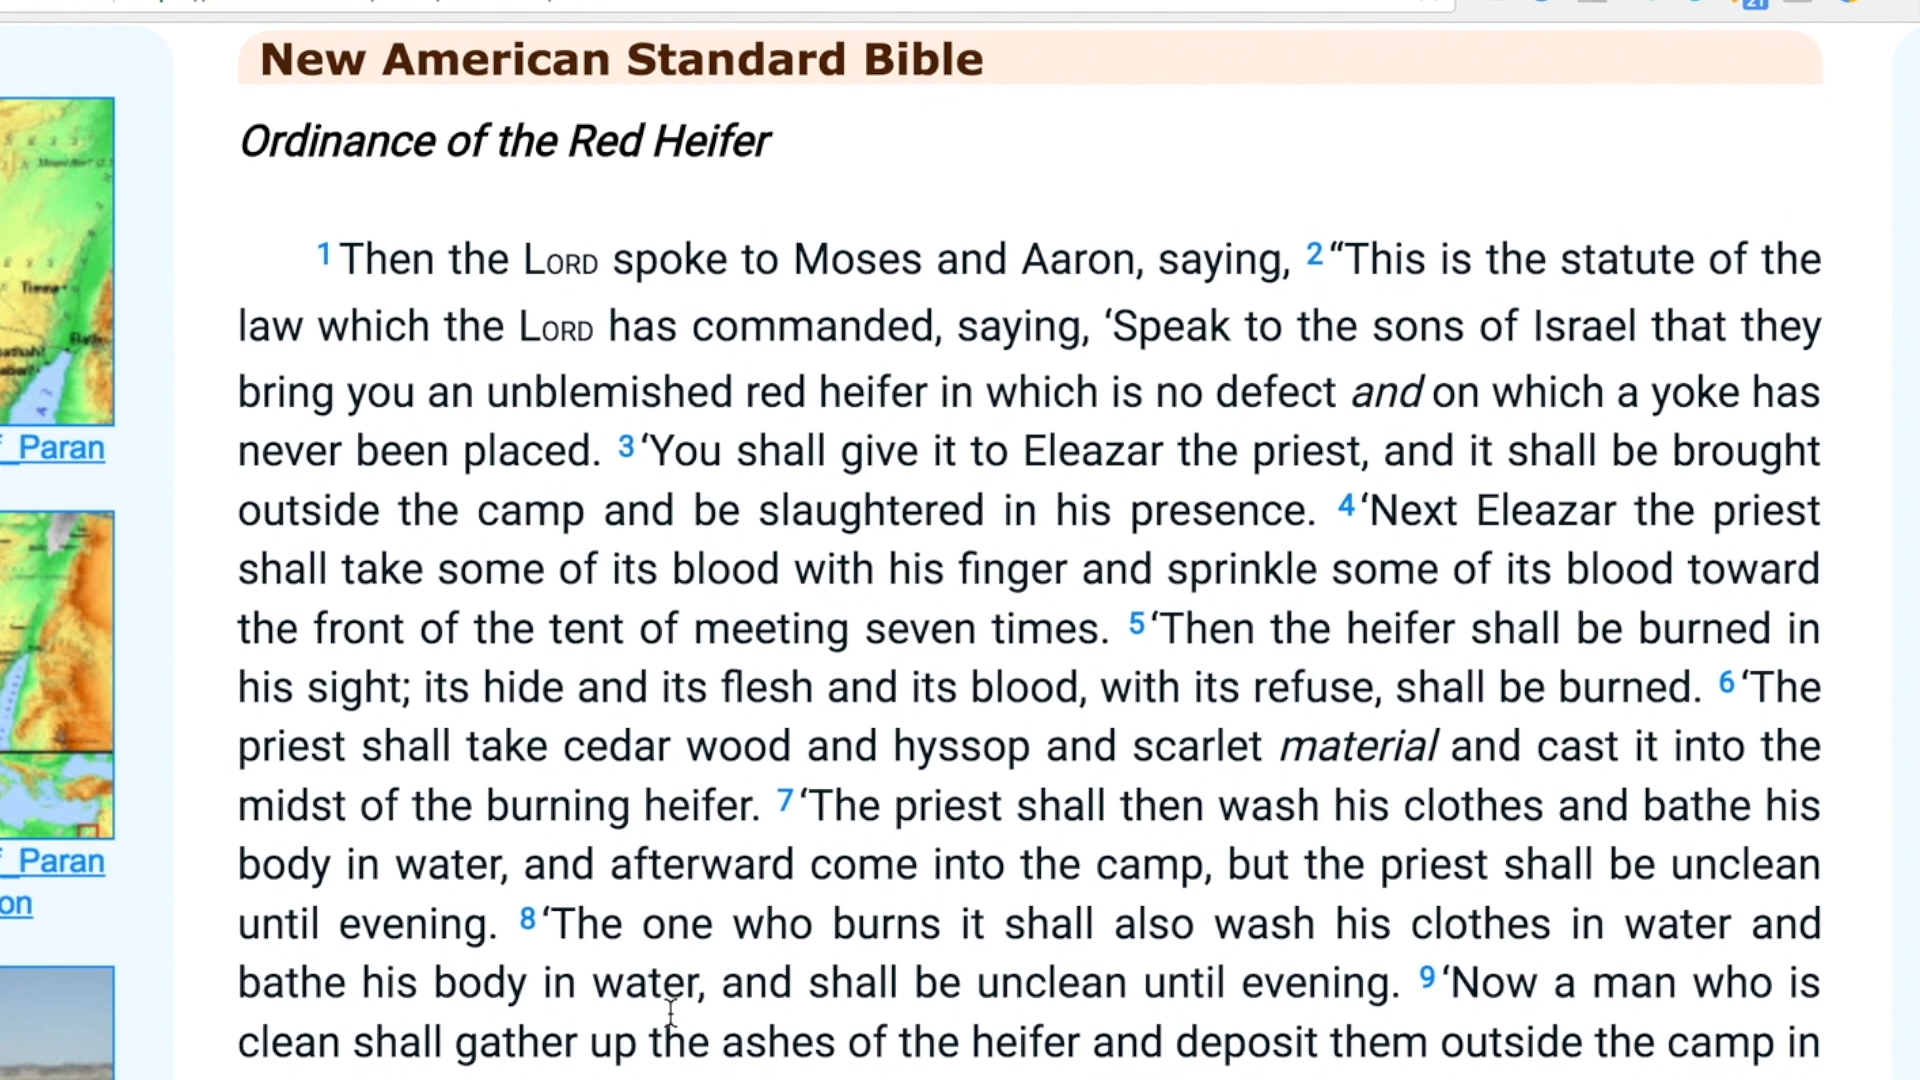 New American Standard Bible
Ordinance of the Red Heifer
1 Then the LORD spoke to Moses and Aaron, saying, 2 “This is the statute of the
law which the LORD has commanded, saying, ‘Speak to the sons of Israel that they
bring you an unblemished red heifer in which is no defect and on which a yoke has
never been placed. 3 ‘You shall give it to Eleazar the priest, and it shall be brought
outside the camp and be slaughtered in his presence. 4 ‘Next Eleazar the priest
shall take some of its blood with his finger and sprinkle some of its blood toward
the front of the tent of meeting seven times. 5 ‘Then the heifer shall be burned in
his sight; its hide and its flesh and its blood, with its refuse, shall be burned. 6 ‘The
priest shall take cedar wood and hyssop and scarlet material and cast it into the
midst of the burning heifer. 7 ‘The priest shall then wash his clothes and bathe his
body in water, and afterward come into the camp, but the priest shall be unclean
until evening. 8 ‘The one who burns it shall also wash his clothes in water and
bathe his body in water, and shall be unclean until evening. 9 ‘Now a man who is
clean shall gather up the ashes of the heifer and deposit them outside the camp in
Timna
_Paran
_Paran
on
21